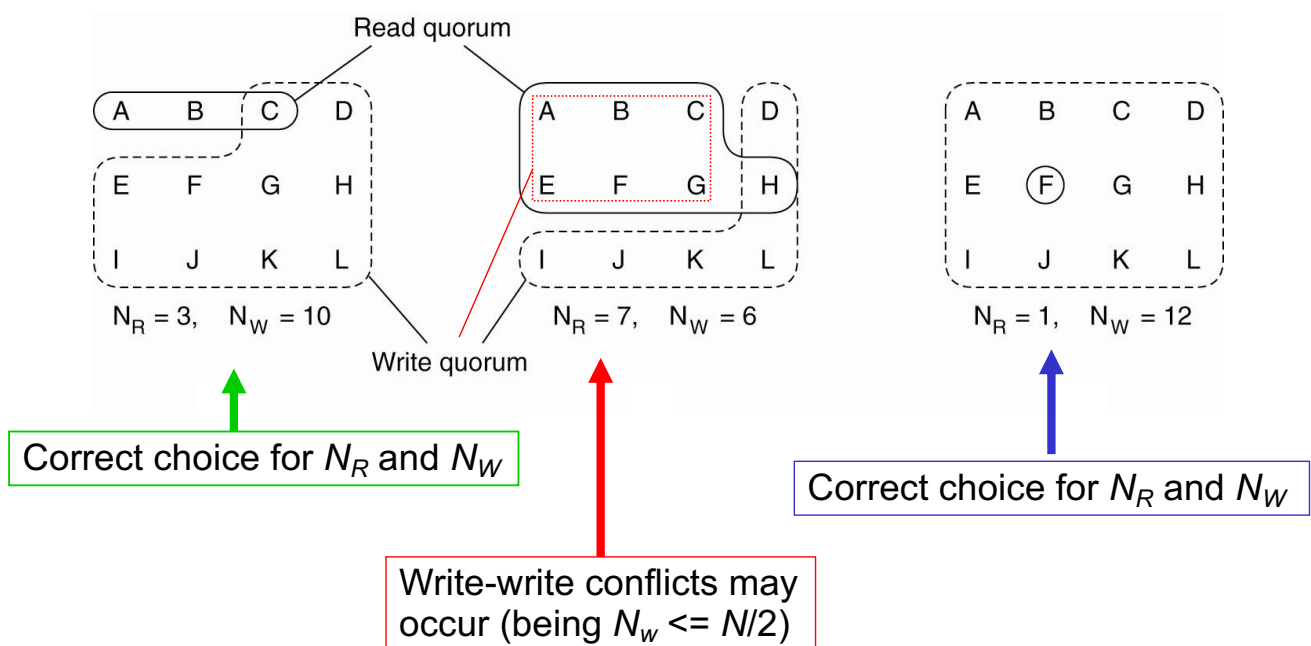 Read quorum
A B C D
E F G H
I J K L
N_R = 3, N_W = 10
A B C D
E F G H
I J K L
N_R = 7, N_W = 6
A B C D
E F G H
I J K L
N_R = 1, N_W = 12
Write quorum
Correct choice for N_R and N_W
Write-write conflicts may
occur (being N_w <= N/2)
Correct choice for N_R and N_W